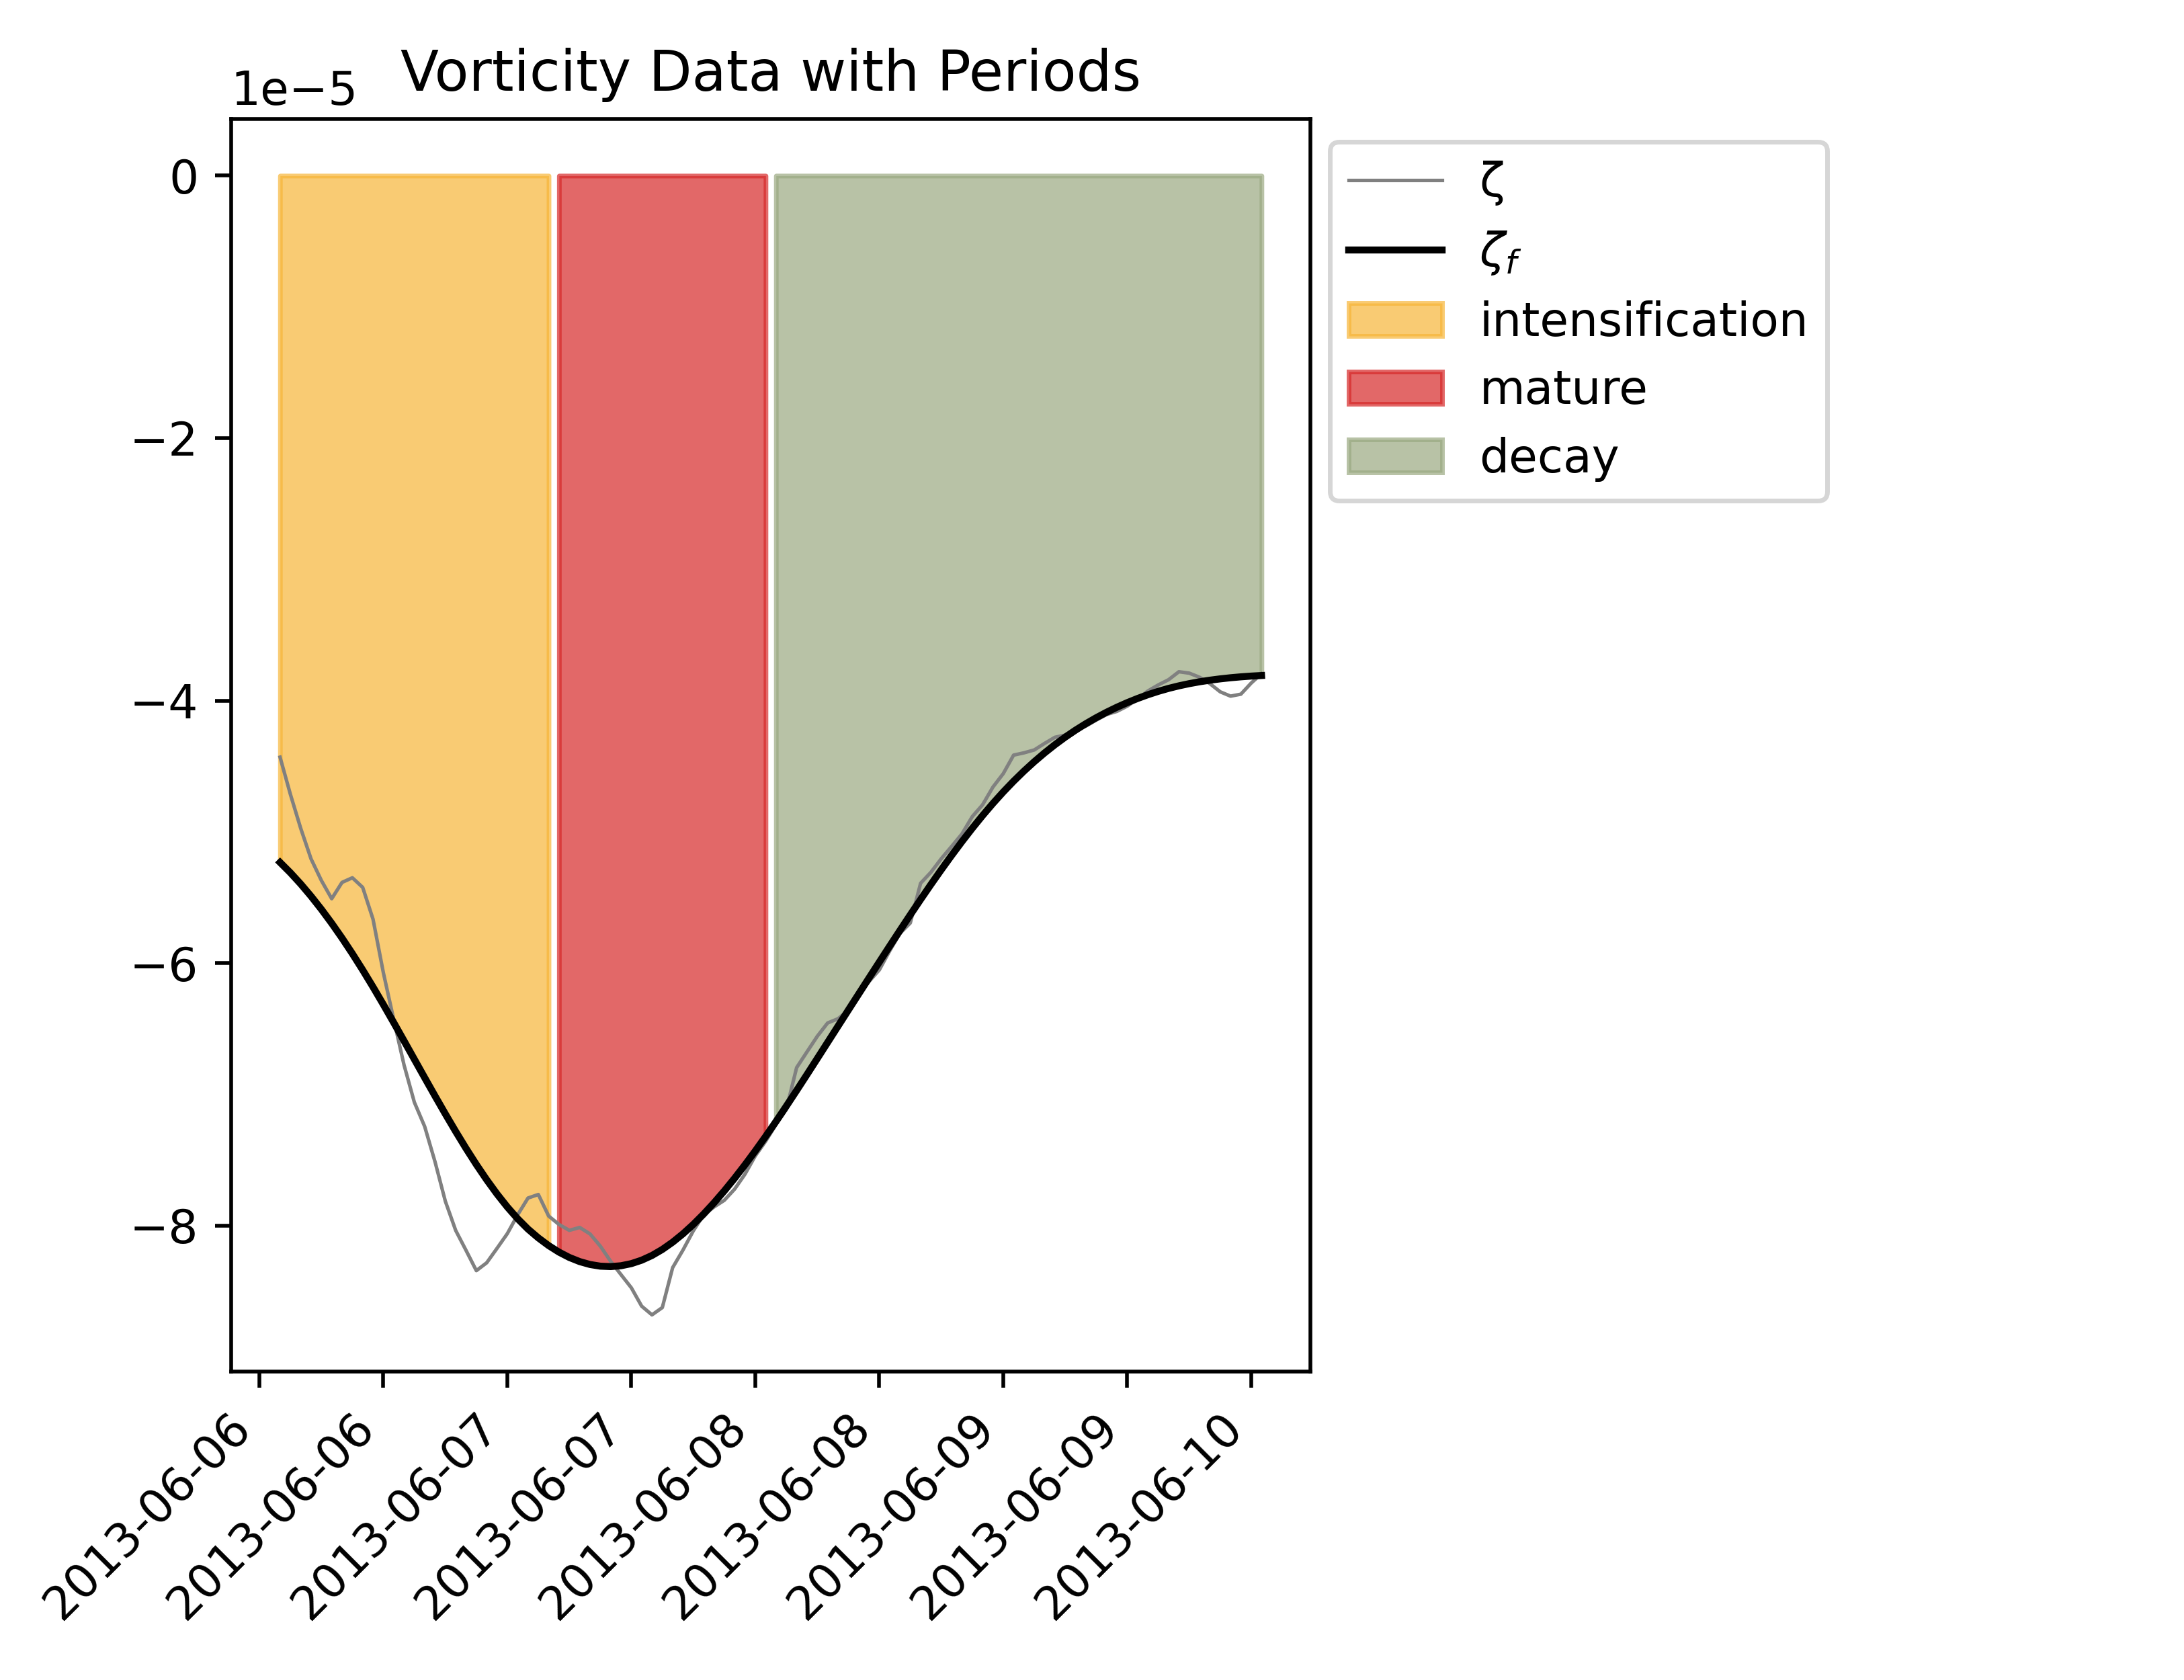 Vorticity Data with Periods
1e−5
0
−2
−4
−6
−8
2013-06-06
2013-06-06
2013-06-07
2013-06-07
2013-06-08
2013-06-08
2013-06-09
2013-06-09
2013-06-10
ζ
ζf
intensification
mature
decay